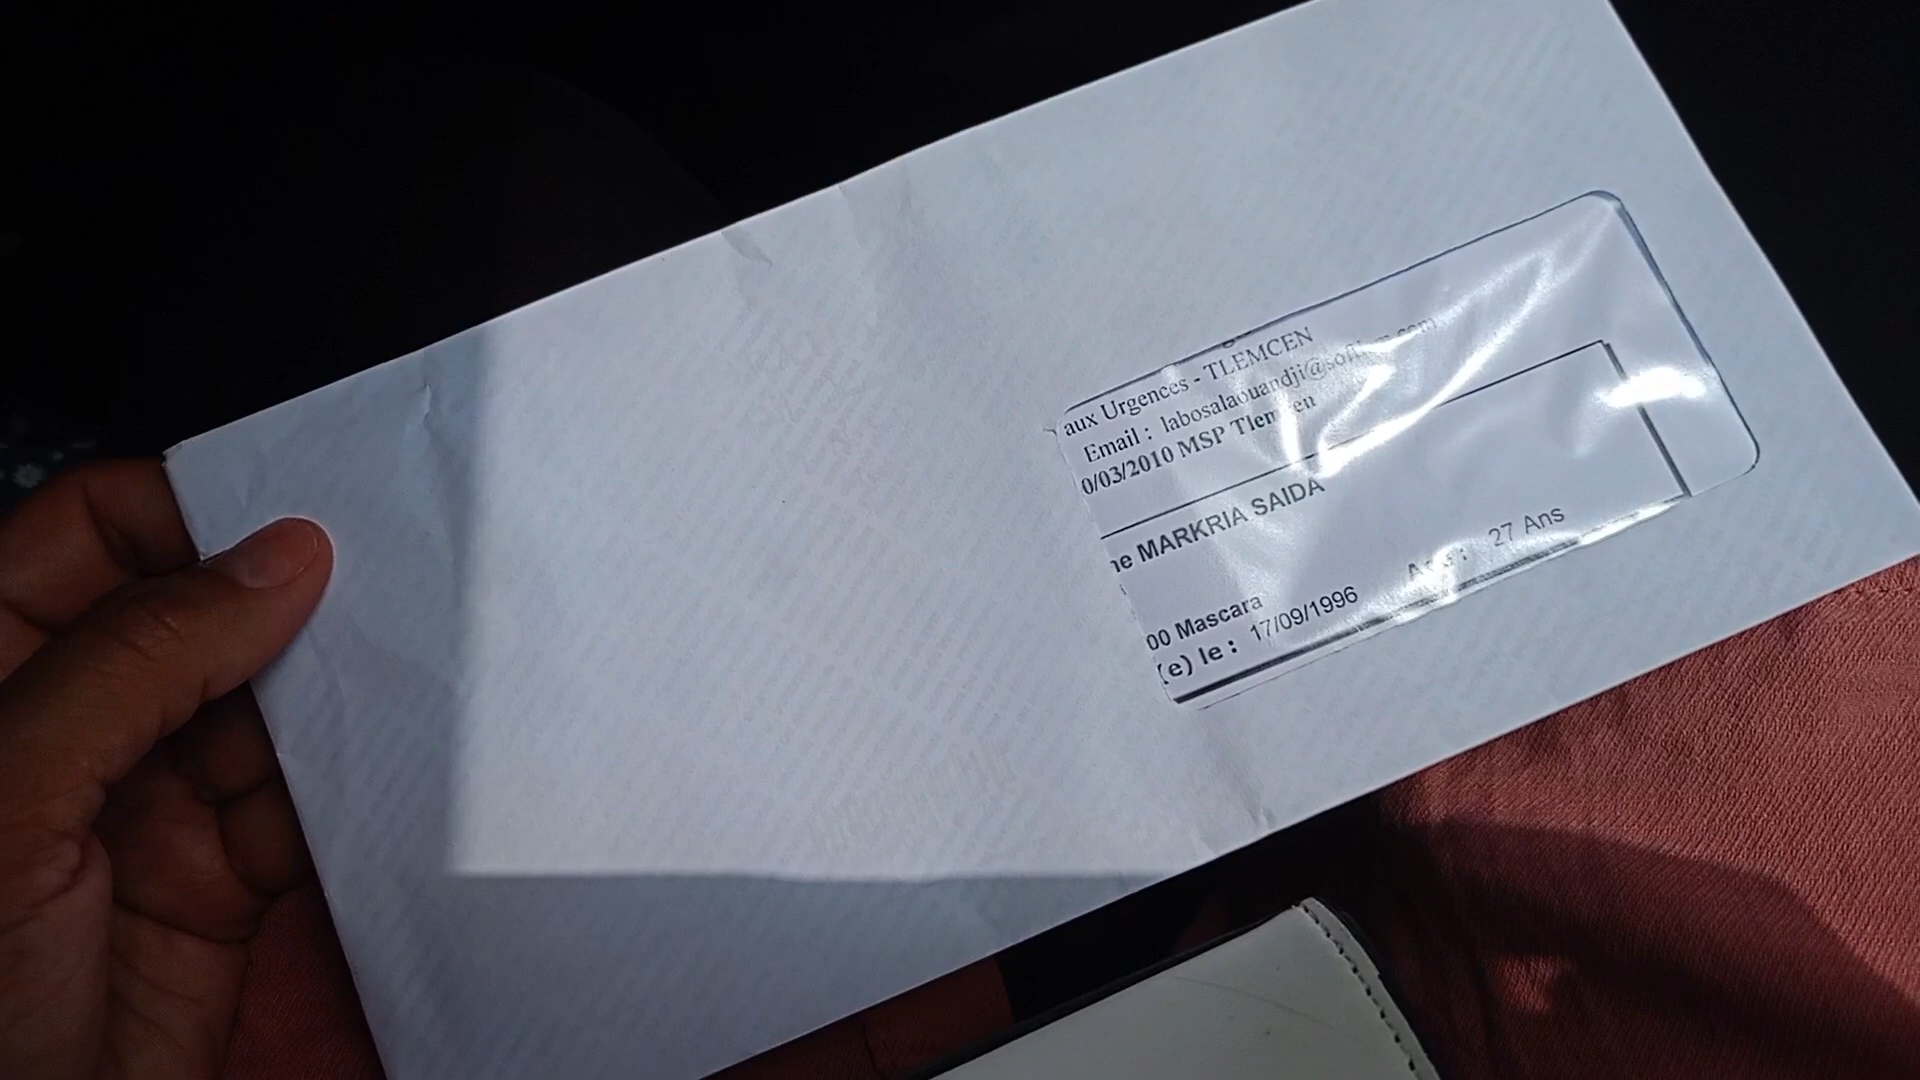 aux Urgences - TLEMCEN
Email : labosalaouandji@
0/03/2010 MSP Tlemcen
ne MARKRIA SAIDA
00 Mascara
(e) le : 17/09/1996 Age : 27 Ans